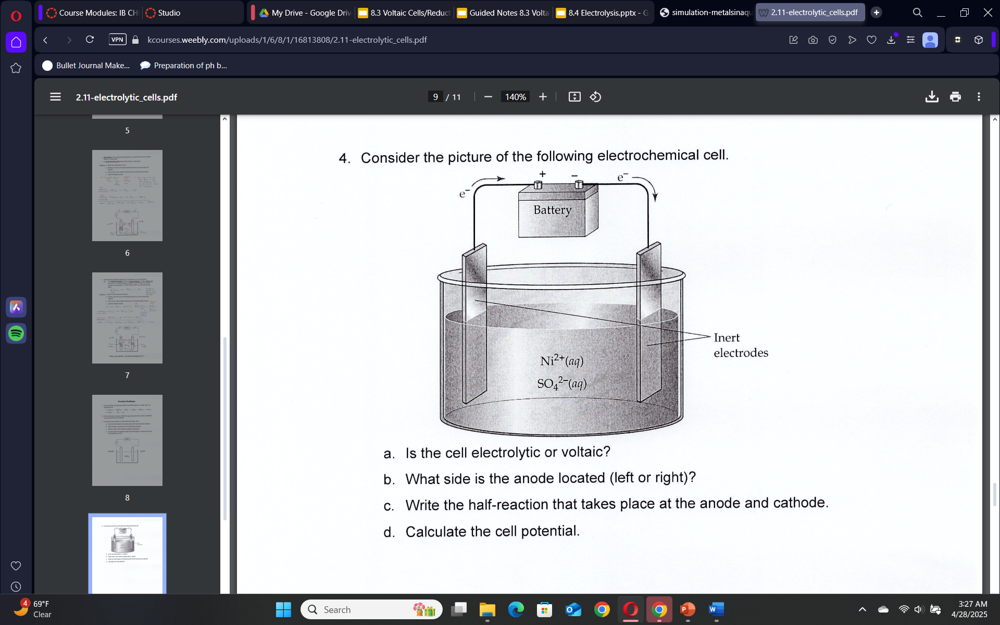 Course Modules: IB CH
Studio
My Drive - Google Driv
8.3 Voltaic Cells/Reduct
Guided Notes 8.3 Volta
8.4 Electrolysis.pptx - G
simulation-metalsinaqu
2.11-electrolytic_cells.pdf
VPN
kcourses.weebly.com/uploads/1/6/8/1/16813808/2.11-electrolytic_cells.pdf
Bullet Journal Make...
Preparation of ph b...
2.11-electrolytic_cells.pdf
9 / 11
140%
5
6
7
8
4. Consider the picture of the following electrochemical cell.
+ −
e⁻
e⁻
Battery
Inert
electrodes
Ni²⁺(aq)
SO₄²⁻(aq)
a. Is the cell electrolytic or voltaic?
b. What side is the anode located (left or right)?
c. Write the half-reaction that takes place at the anode and cathode.
d. Calculate the cell potential.
4
69°F
Clear
Search
3:27 AM
4/28/2025